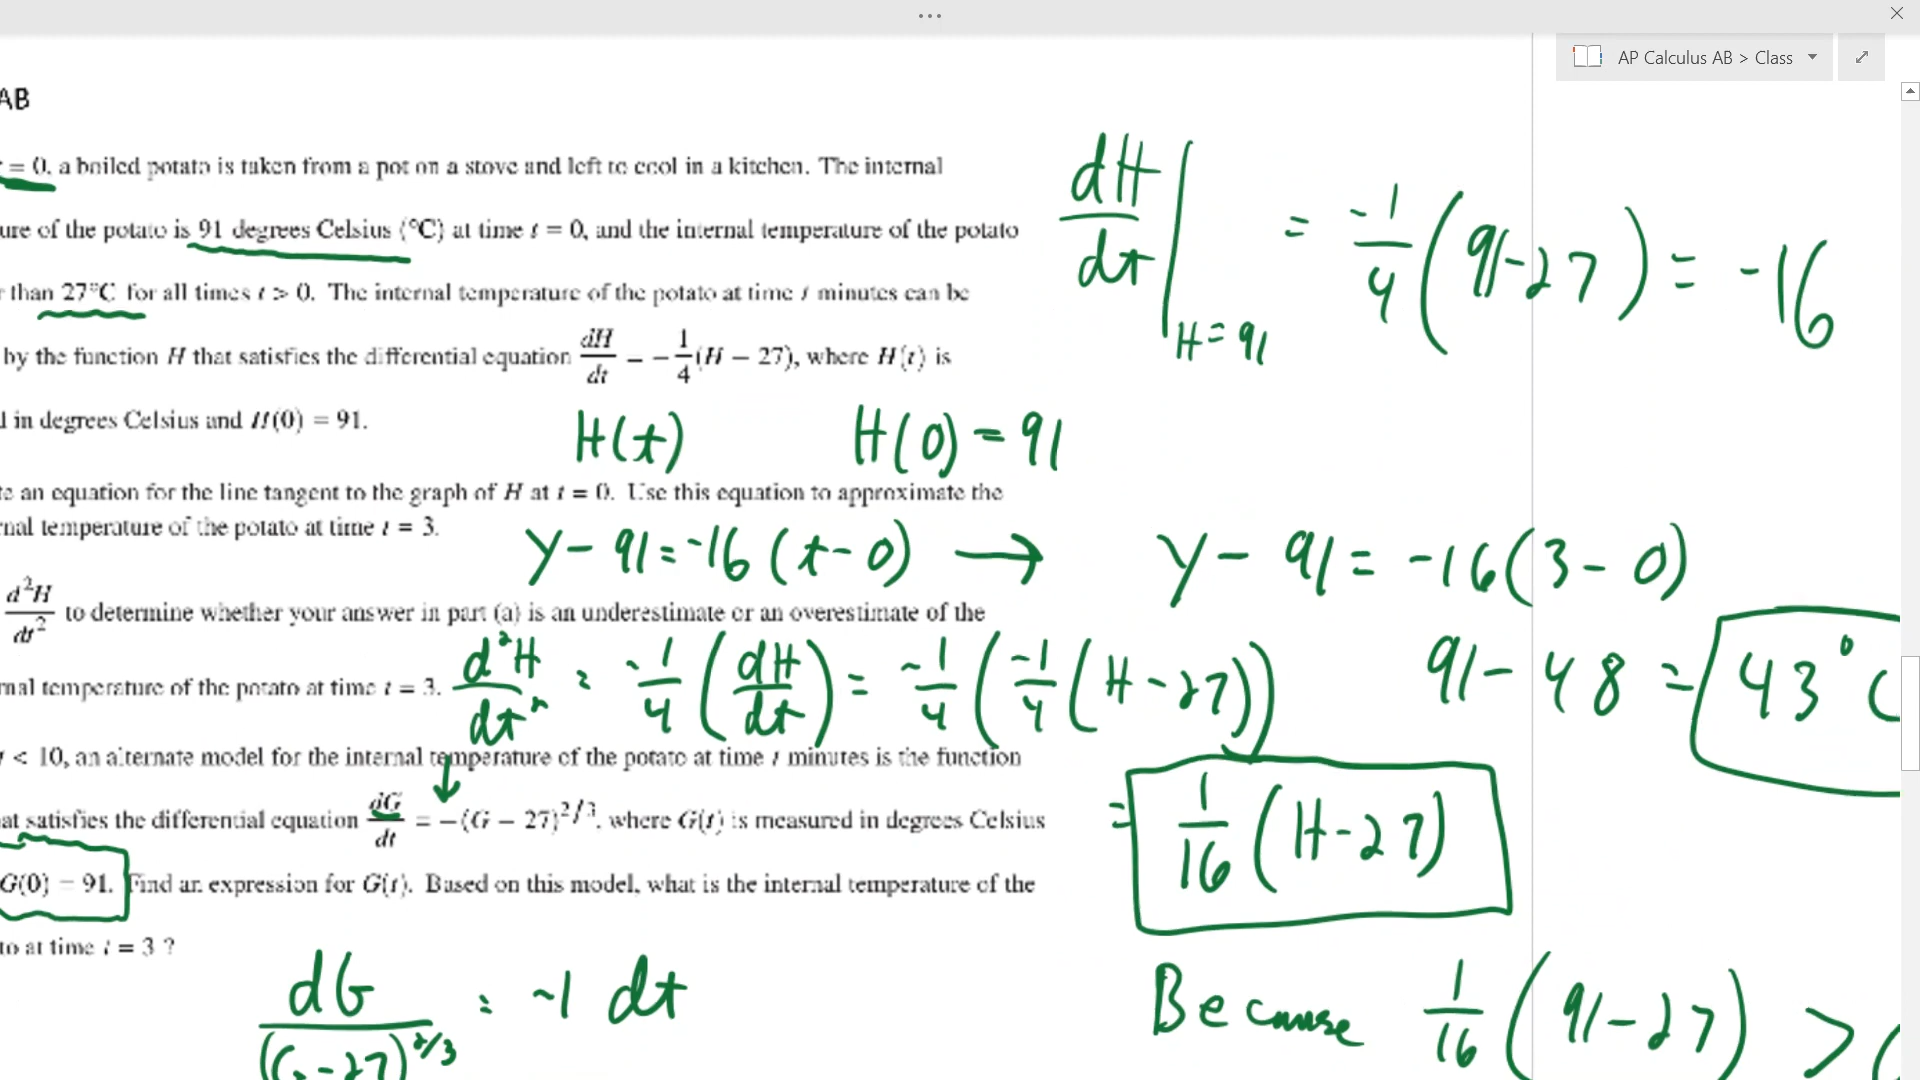 AP Calculus AB > Class
AB
= 0, a boiled potato is taken from a pot on a stove and left to cool in a kitchen. The internal
ure of the potato is 91 degrees Celsius (°C) at time t = 0, and the internal temperature of the potato
than 27°C for all times t > 0. The internal temperature of the potato at time t minutes can be
by the function H that satisfies the differential equation dH/dt = -1/4(H - 27), where H(t) is
in degrees Celsius and H(0) = 91.
dH/dt | H=91 = -1/4 (91-27) = -16
H(t) H(0) = 91
an equation for the line tangent to the graph of H at t = 0. Use this equation to approximate the
rnal temperature of the potato at time t = 3.
y - 91 = -16 (t - 0) → y - 91 = -16 (3 - 0)
d²H/dt² to determine whether your answer in part (a) is an underestimate or an overestimate of the
91 - 48 = 43° C
rnal temperature of the potato at time t = 3.
d²H/dt² = -1/4 (dH/dt) = -1/4 (-1/4 (H-27))
< 10, an alternate model for the internal temperature of the potato at time t minutes is the function
at satisfies the differential equation dG/dt = -(G - 27)^2/3, where G(t) is measured in degrees Celsius
= 1/16 (H-27)
G(0) = 91. Find an expression for G(t). Based on this model, what is the internal temperature of the
to at time t = 3 ?
dG/(G-27)^2/3 = -1 dt
Because 1/16 (91-27) >